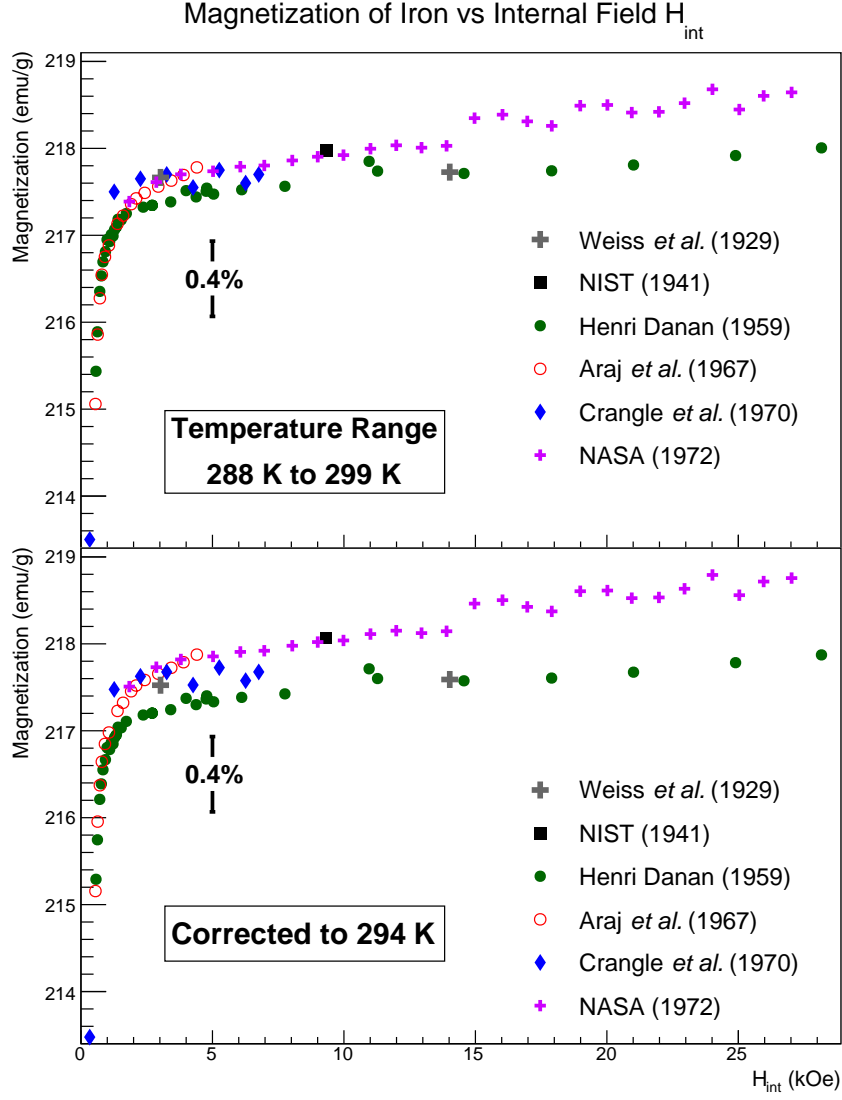 Magnetization of Iron vs Internal Field H_int
Magnetization (emu/g)
219
218
217
216
215
214
0.4%
Weiss et al. (1929)
NIST (1941)
Henri Danan (1959)
Araj et al. (1967)
Crangle et al. (1970)
NASA (1972)
Temperature Range
288 K to 299 K
Magnetization (emu/g)
219
218
217
216
215
214
0.4%
Weiss et al. (1929)
NIST (1941)
Henri Danan (1959)
Araj et al. (1967)
Crangle et al. (1970)
NASA (1972)
Corrected to 294 K
0 5 10 15 20 25
H_int (kOe)